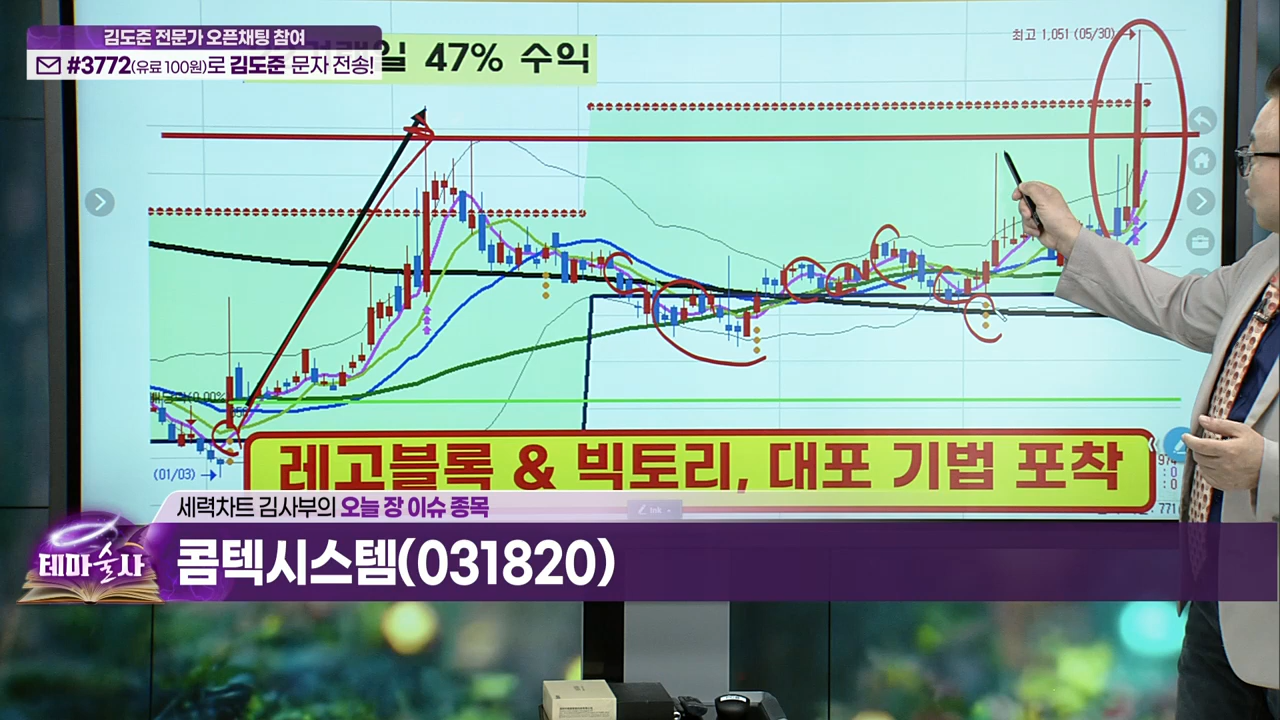 김도준 전문가 오픈채팅 참여
#3772(유료 100원)로 김도준 문자 전송!
일 47% 수익
최고 1,051 (05/30)
(01/03)
레고블록 & 빅토리, 대포 기법 포착
세력차트 김사부의 오늘 장 이슈 종목
테마술사
콤텍시스템(031820)